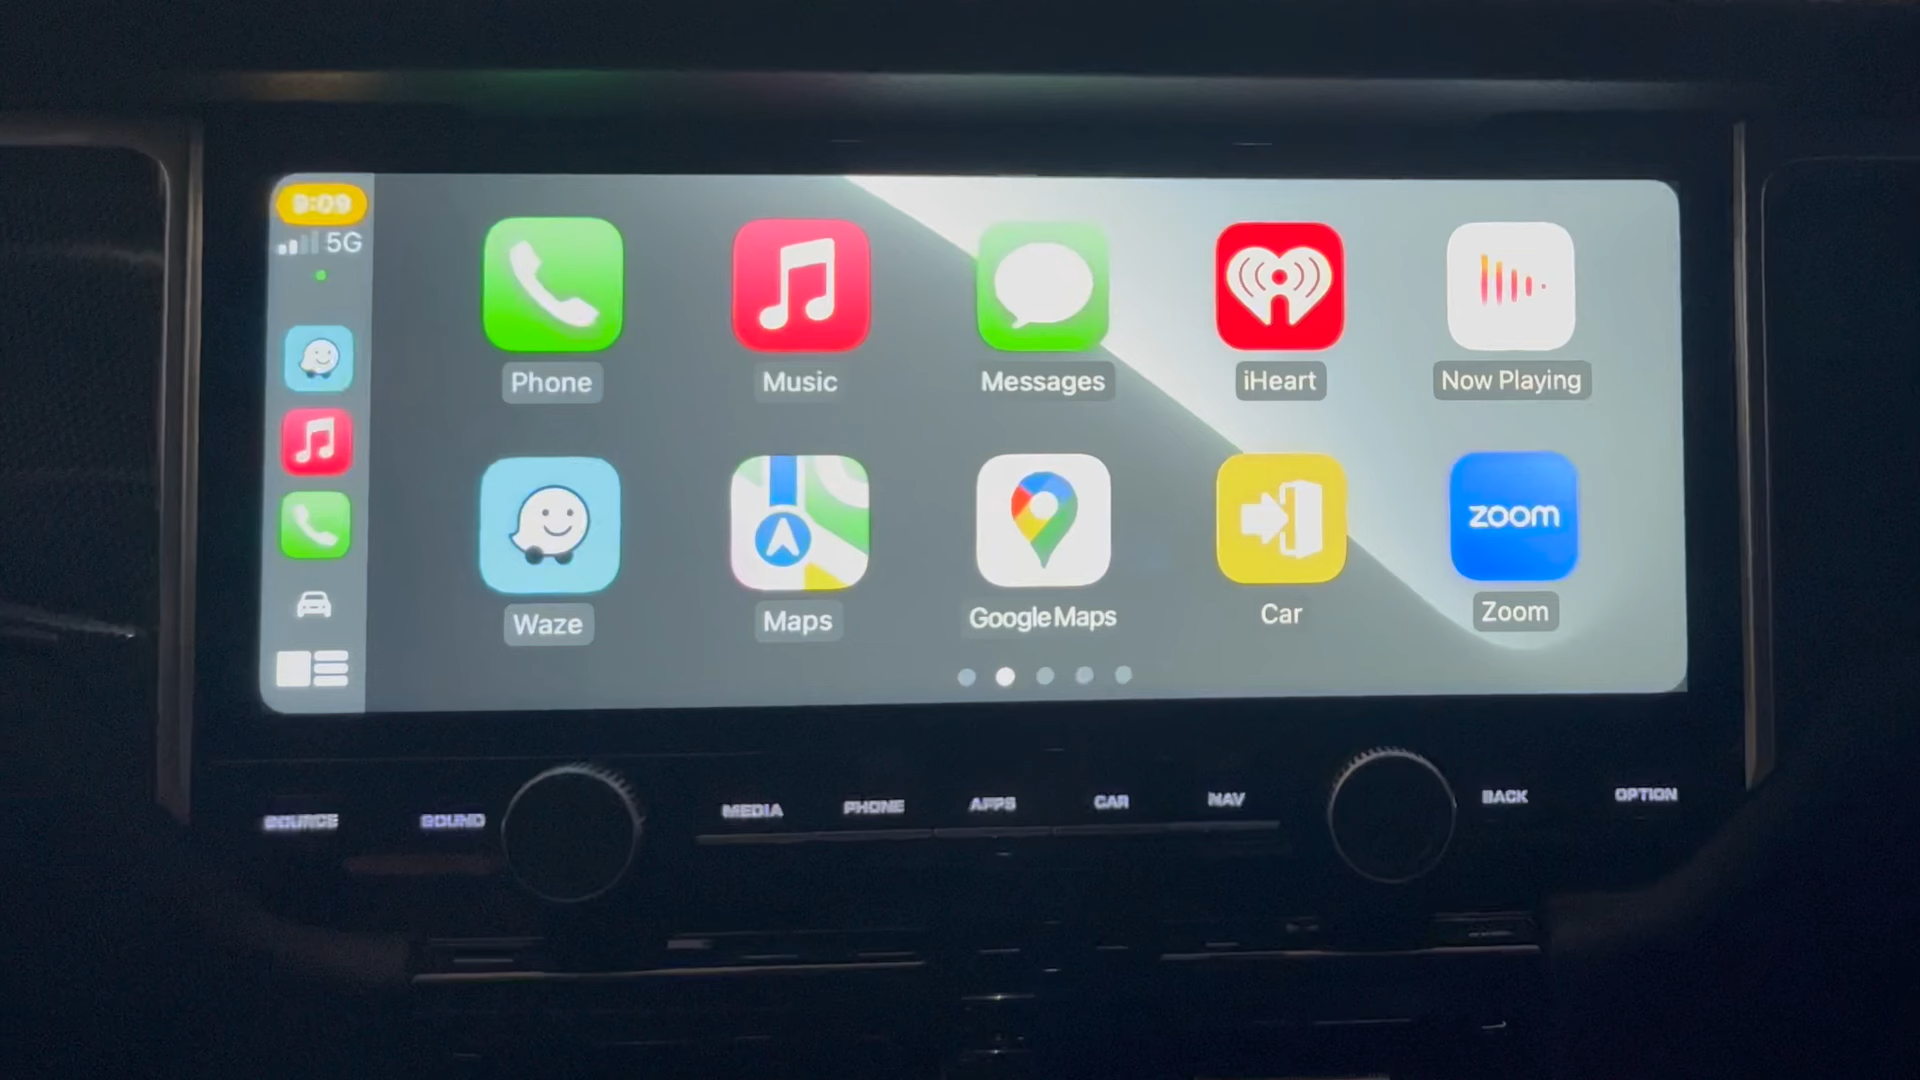 9:09
5G
Phone
Music
Messages
iHeart
Now Playing
zoom
Waze
Maps
Google Maps
Car
Zoom
SOURCE
SOUND
MEDIA
PHONE
APPS
CAR
NAV
BACK
OPTION